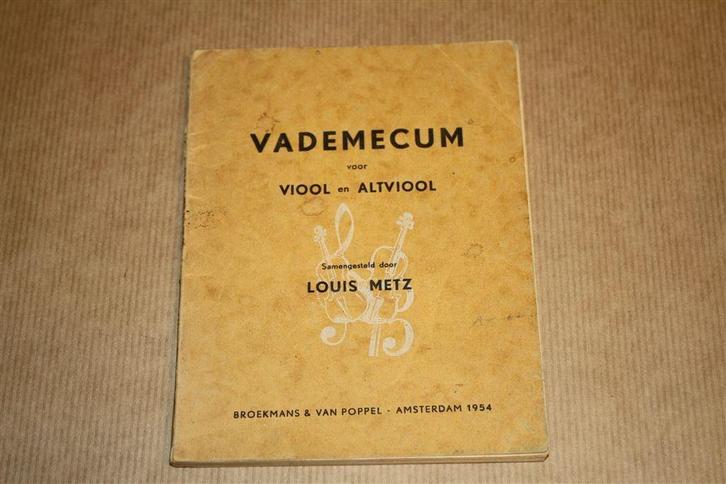 VADEMECUM
voor
VIOOL en ALTVIOOL
Samengesteld door
LOUIS METZ
BROEKMANS & VAN POPPEL - AMSTERDAM 1954